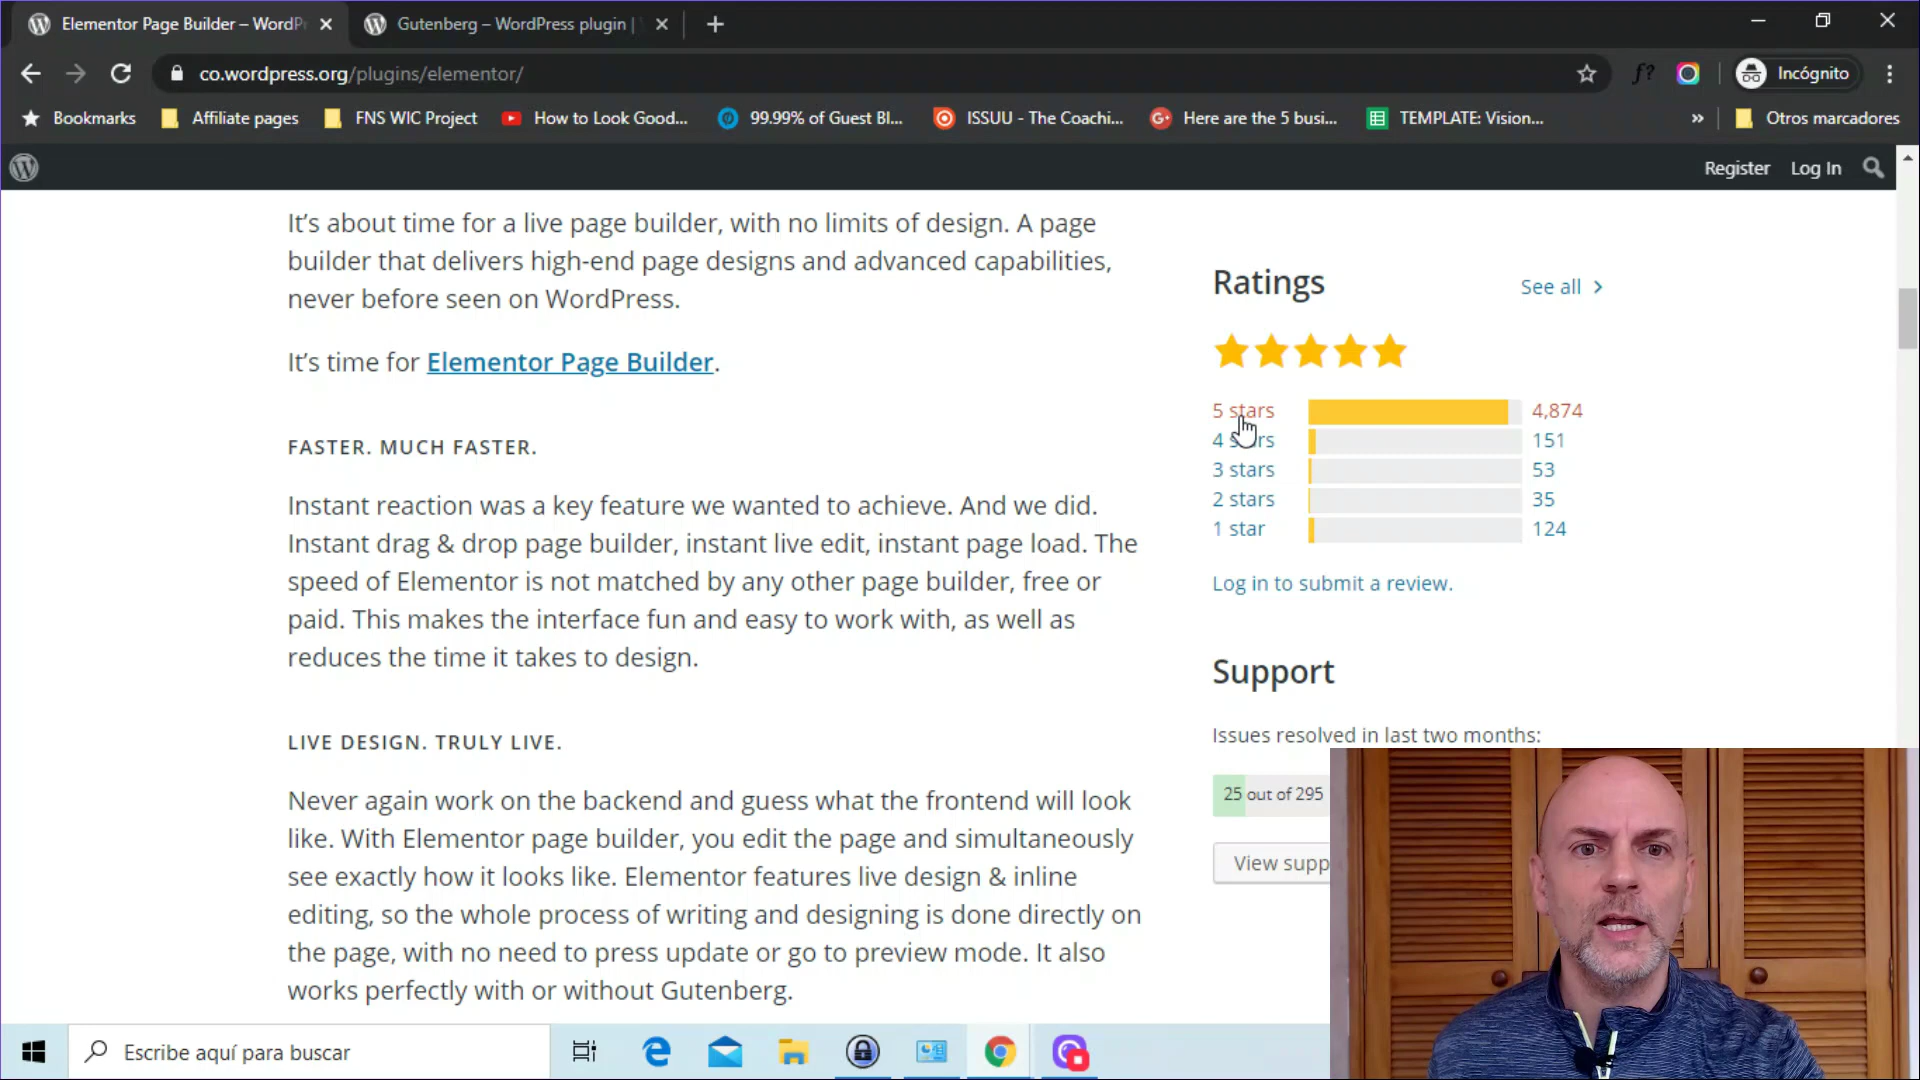 Elementor Page Builder – WordP
Gutenberg – WordPress plugin |
co.wordpress.org/plugins/elementor/
f?
Incógnito
Bookmarks
Affiliate pages
FNS WIC Project
How to Look Good...
99.99% of Guest Bl...
ISSUU - The Coachi...
G+
Here are the 5 busi...
TEMPLATE: Vision...
»
Otros marcadores
Register
Log In
It's about time for a live page builder, with no limits of design. A page
builder that delivers high-end page designs and advanced capabilities,
never before seen on WordPress.
It's time for Elementor Page Builder.
FASTER. MUCH FASTER.
Instant reaction was a key feature we wanted to achieve. And we did.
Instant drag & drop page builder, instant live edit, instant page load. The
speed of Elementor is not matched by any other page builder, free or
paid. This makes the interface fun and easy to work with, as well as
reduces the time it takes to design.
LIVE DESIGN. TRULY LIVE.
Never again work on the backend and guess what the frontend will look
like. With Elementor page builder, you edit the page and simultaneously
see exactly how it looks like. Elementor features live design & inline
editing, so the whole process of writing and designing is done directly on
the page, with no need to press update or go to preview mode. It also
works perfectly with or without Gutenberg.
Ratings
See all
5 stars 4,874
4 stars 151
3 stars 53
2 stars 35
1 star 124
Log in to submit a review.
Support
Issues resolved in last two months:
25 out of 295
View supp
Escribe aquí para buscar